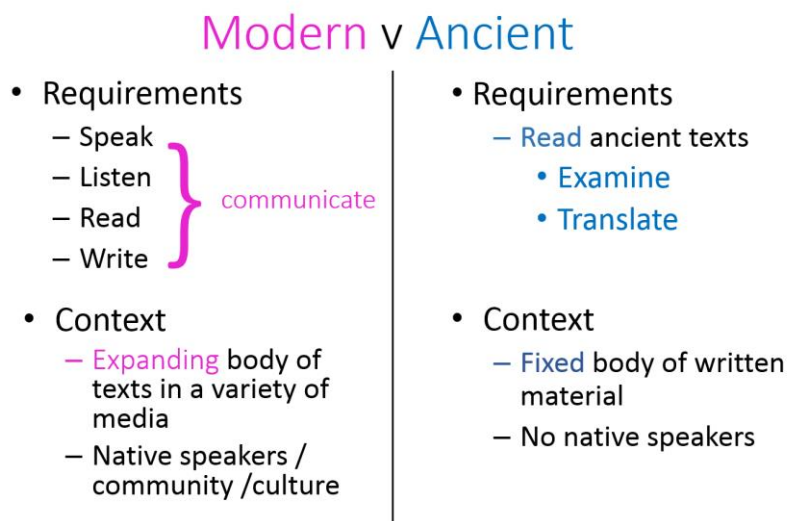 Modern v Ancient
• Requirements
– Speak
– Listen
– Read
– Write
communicate
• Context
– Expanding body of
texts in a variety of
media
– Native speakers /
community /culture
• Requirements
– Read ancient texts
• Examine
• Translate
• Context
– Fixed body of written
material
– No native speakers